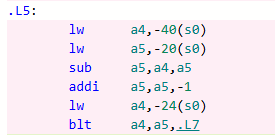 .L5:
lw a4,-40(s0)
lw a5,-20(s0)
sub a5,a4,a5
addi a5,a5,-1
lw a4,-24(s0)
blt a4,a5,.L7